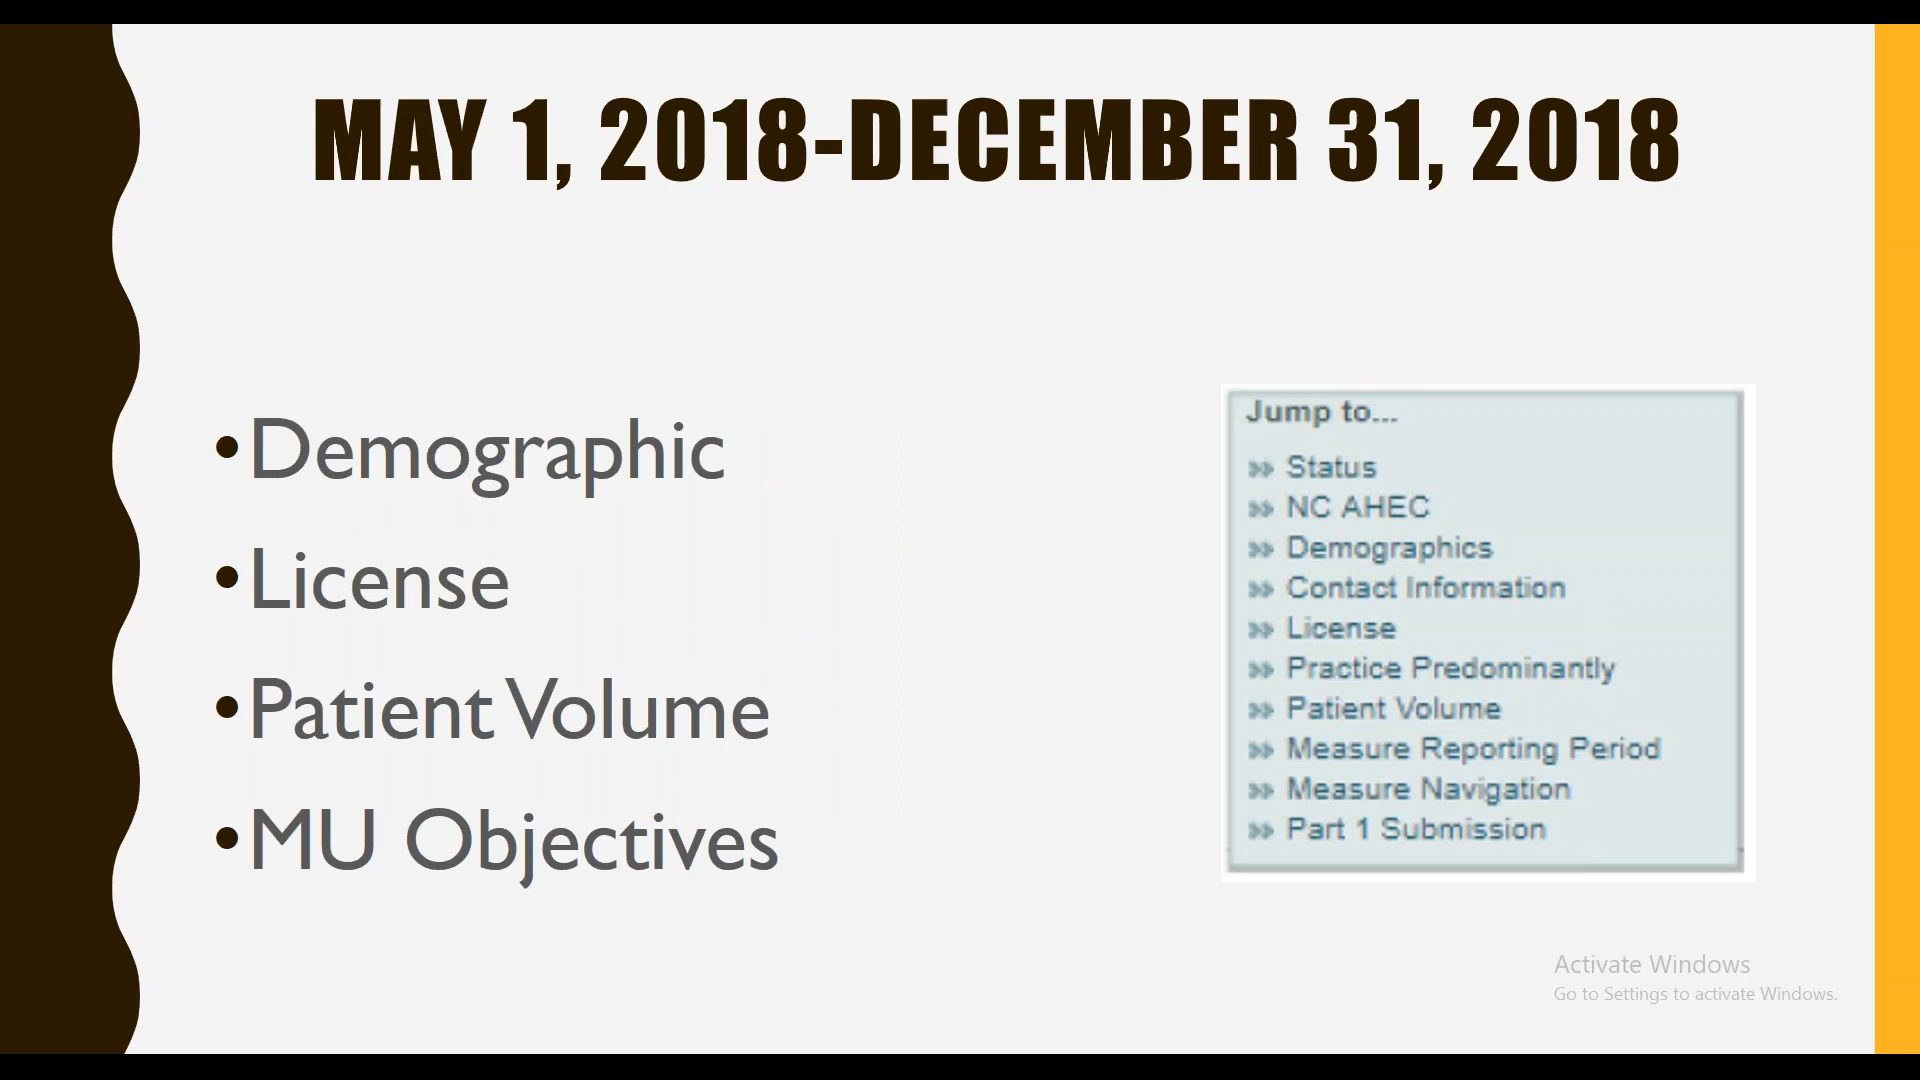 MAY 1, 2018-DECEMBER 31, 2018
•Demographic
•License
•Patient Volume
•MU Objectives
Jump to...
»» Status
»» NC AHEC
»» Demographics
»» Contact Information
»» License
»» Practice Predominantly
»» Patient Volume
»» Measure Reporting Period
»» Measure Navigation
»» Part 1 Submission
Activate Windows
Go to Settings to activate Windows.